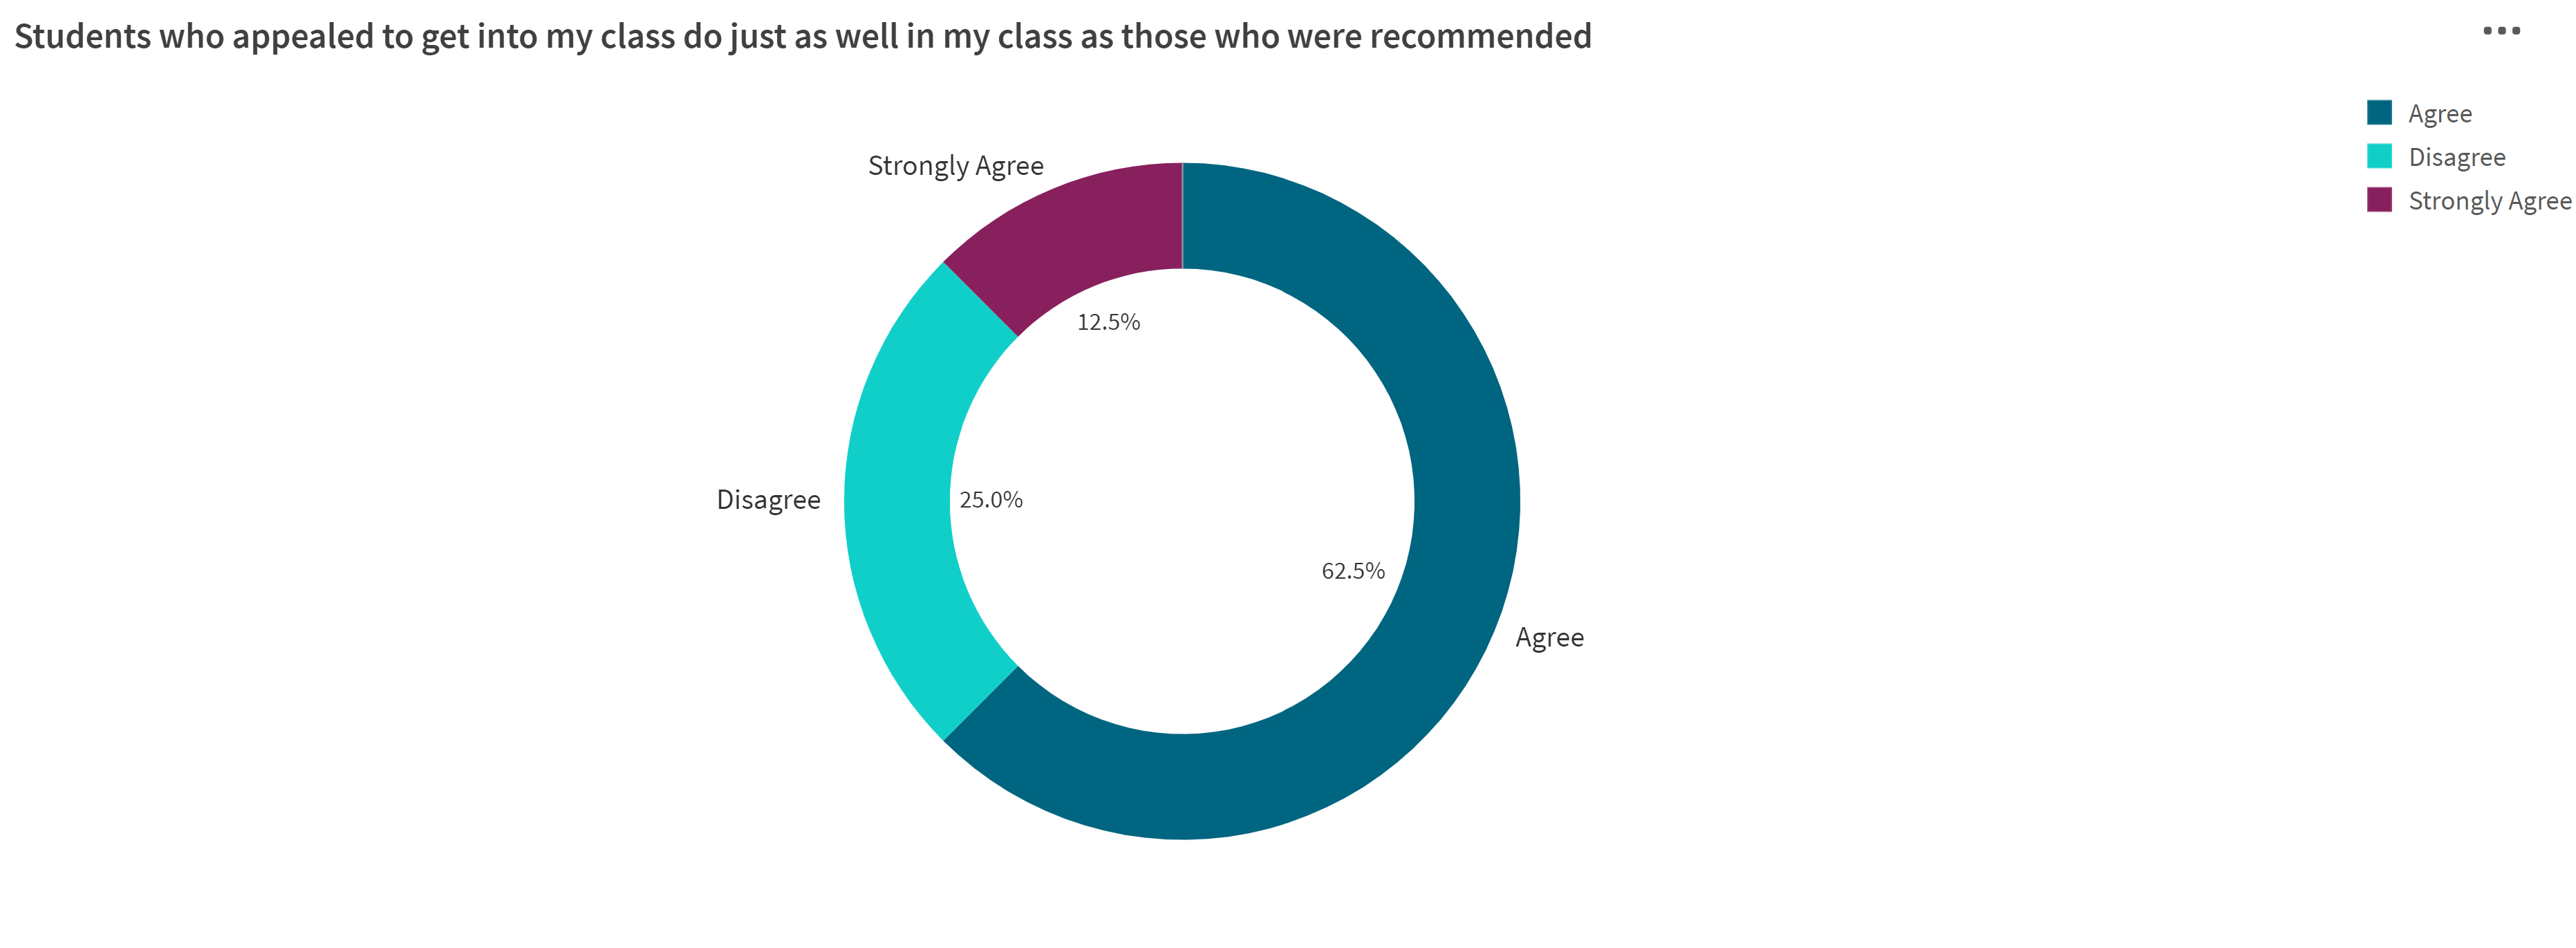 Students who appealed to get into my class do just as well in my class as those who were recommended
Agree
Disagree
Strongly Agree
Strongly Agree
12.5%
Disagree
25.0%
62.5%
Agree